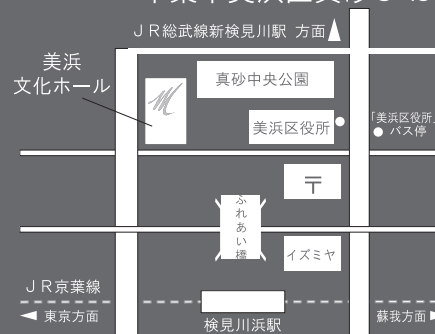 JR総武線新検見川駅 方面
美浜
文化ホール
真砂中央公園
美浜区役所
「美浜区役所」
バス停
〒
ふれあい橋
イズミヤ
JR京葉線
東京方面
検見川浜駅
蘇我方面